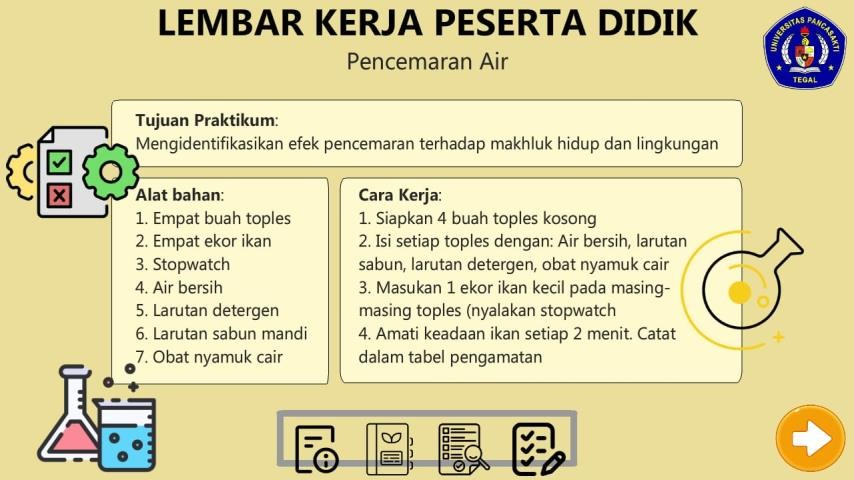 LEMBAR KERJA PESERTA DIDIK
Pencemaran Air
UNIVERSITAS PANCASAKTI
TEGAL
Tujuan Praktikum:
Mengidentifikasikan efek pencemaran terhadap makhluk hidup dan lingkungan
Alat bahan:
1. Empat buah toples
2. Empat ekor ikan
3. Stopwatch
4. Air bersih
5. Larutan detergen
6. Larutan sabun mandi
7. Obat nyamuk cair
Cara Kerja:
1. Siapkan 4 buah toples kosong
2. Isi setiap toples dengan: Air bersih, larutan
sabun, larutan detergen, obat nyamuk cair
3. Masukan 1 ekor ikan kecil pada masing-
masing toples (nyalakan stopwatch
4. Amati keadaan ikan setiap 2 menit. Catat
dalam tabel pengamatan